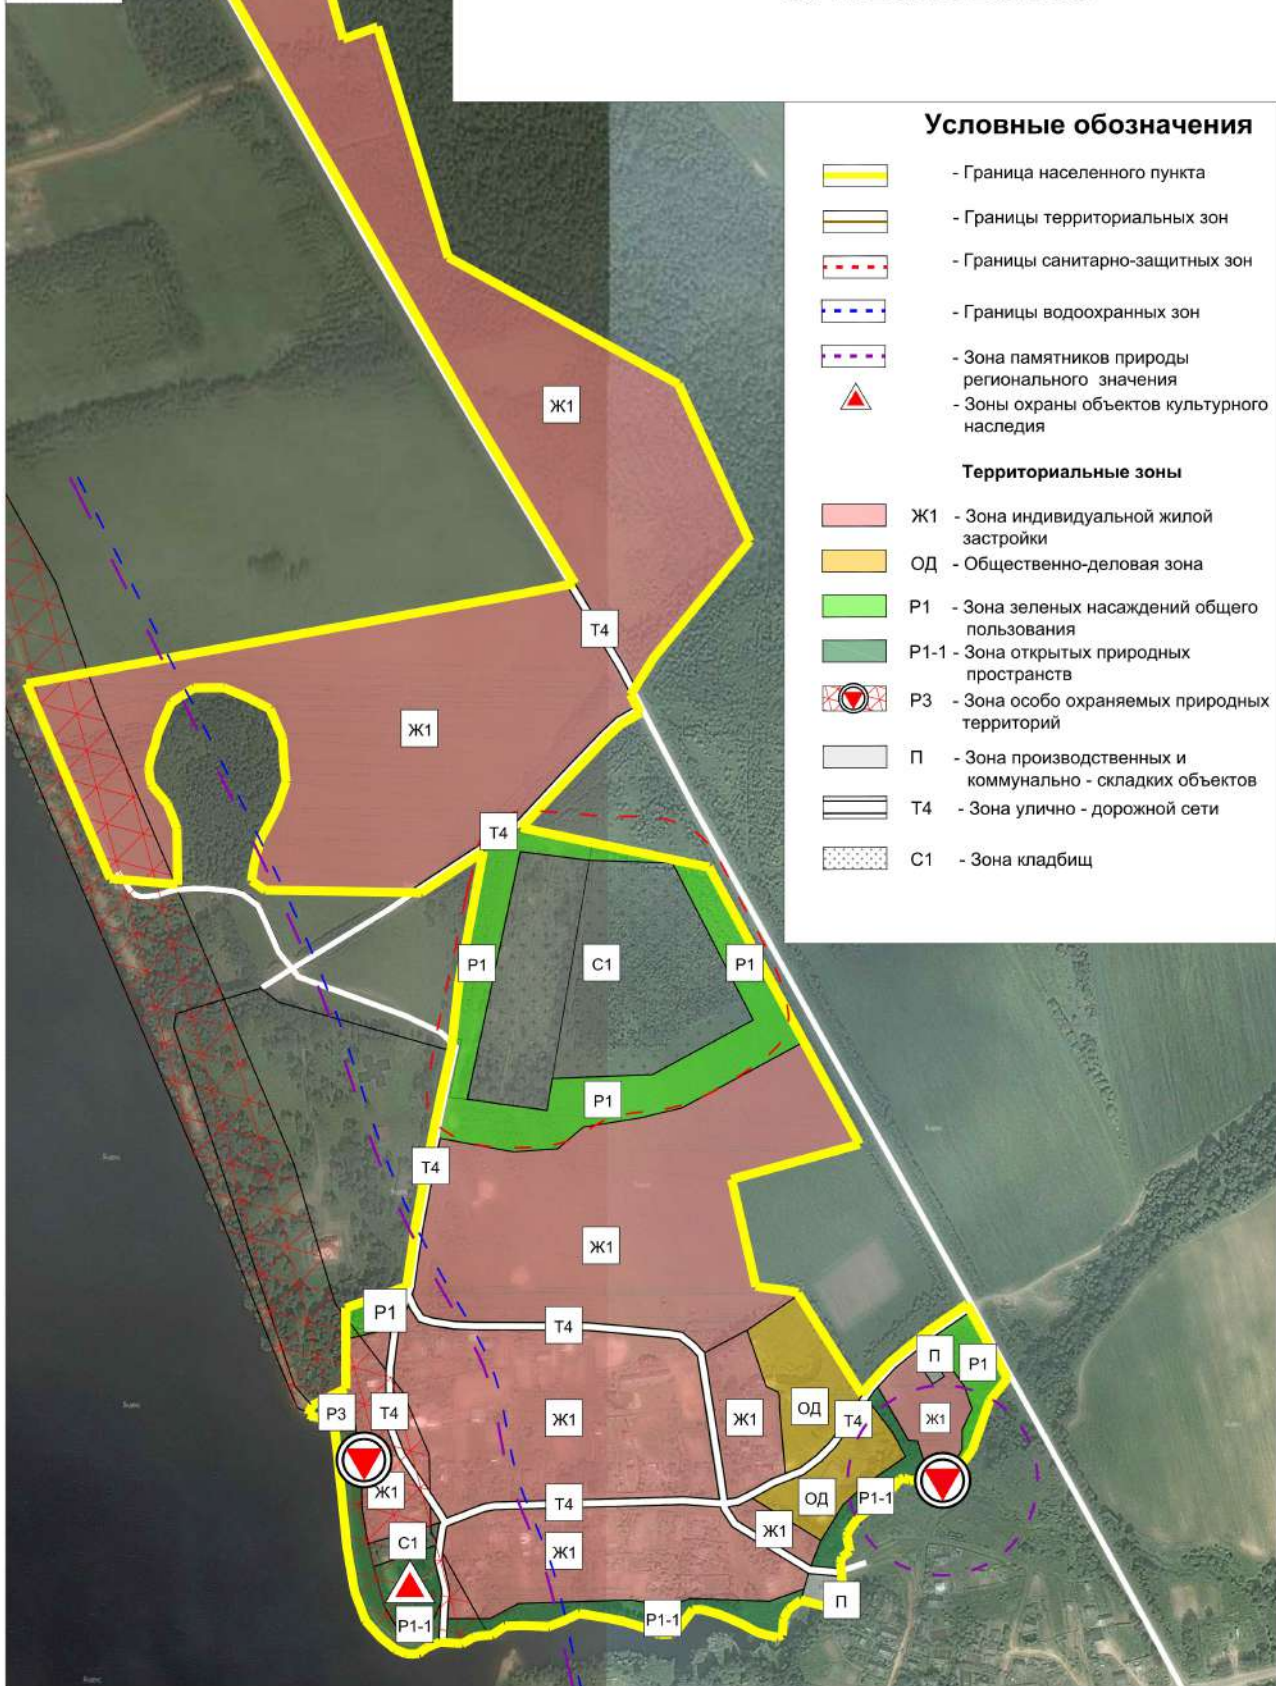 Условные обозначения
- Граница населенного пункта
- Границы территориальных зон
- Границы санитарно-защитных зон
- Границы водоохранных зон
- Зона памятников природы
регионального значения
- Зоны охраны объектов культурного
наследия
Территориальные зоны
Ж1 - Зона индивидуальной жилой
застройки
ОД - Общественно-деловая зона
Р1 - Зона зеленых насаждений общего
пользования
Р1-1 - Зона открытых природных
пространств
Р3 - Зона особо охраняемых природных
территорий
П - Зона производственных и
коммунально - складких объектов
Т4 - Зона улично - дорожной сети
С1 - Зона кладбищ
Ж1
Т4
Ж1
Т4
Р1
С1
Р1
Р1
Т4
Ж1
Р1
Т4
П
Р1
Р3
Т4
Ж1
Ж1
ОД
Т4
Ж1
Ж1
Т4
ОД
Р1-1
С1
Ж1
Ж1
П
Р1-1
Р1-1